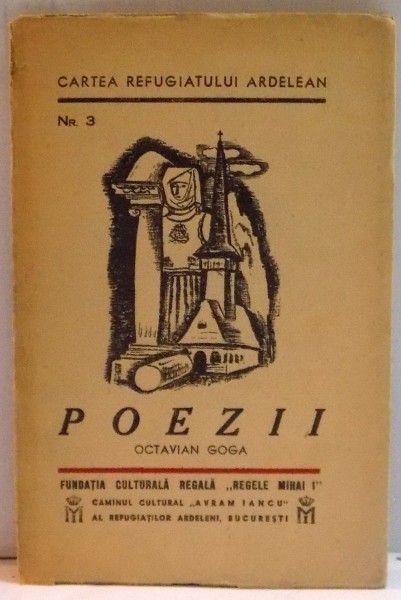 CARTEA REFUGIATULUI ARDELEAN
NR. 3
POEZII
OCTAVIAN GOGA
FUNDAȚIA CULTURALĂ REGALĂ „REGELE MIHAI I"
CAMINUL CULTURAL „AVRAM IANCU"
AL REFUGIAȚILOR ARDELENI, BUCUREȘTI